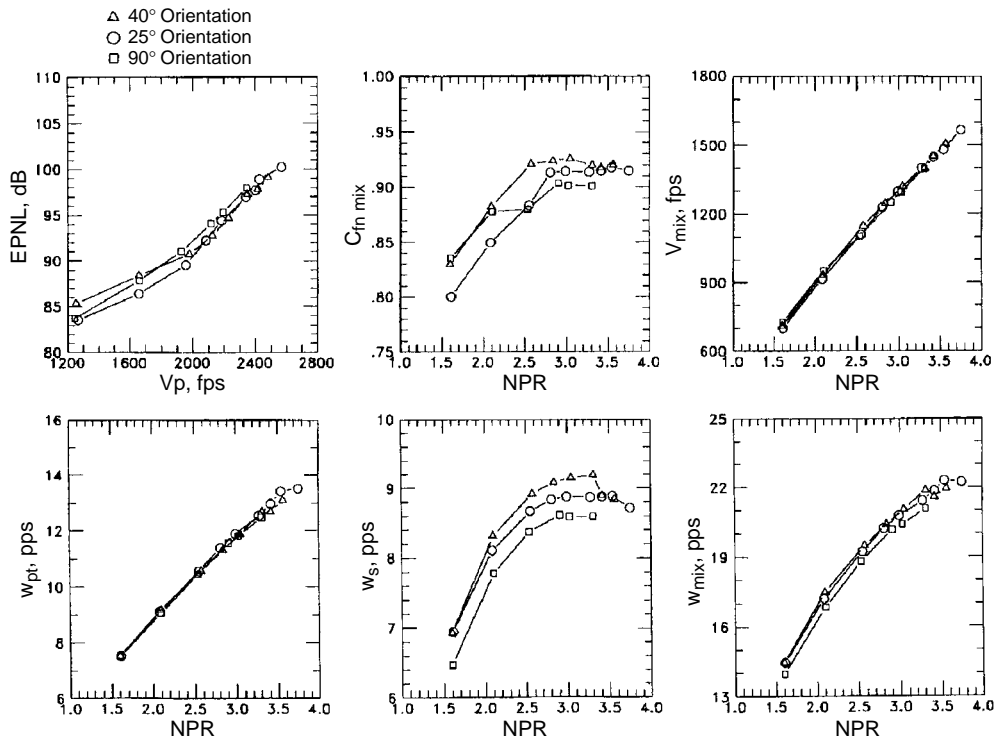 40° Orientation
25° Orientation
90° Orientation
110
105
100
95
90
85
80
EPNL, dB
1200 1600 2000 2400 2800
Vp, fps
1.00
.95
.90
.85
.80
.75
Cfn mix
1.0 1.5 2.0 2.5 3.0 3.5 4.0
NPR
1800
1500
1200
900
600
Vmix, fps
1.0 1.5 2.0 2.5 3.0 3.5 4.0
NPR
16
14
12
10
8
6
wpt, pps
1.0 1.5 2.0 2.5 3.0 3.5 4.0
NPR
10
9
8
7
6
ws, pps
1.0 1.5 2.0 2.5 3.0 3.5 4.0
NPR
25
22
19
16
13
wmix, pps
1.0 1.5 2.0 2.5 3.0 3.5 4.0
NPR